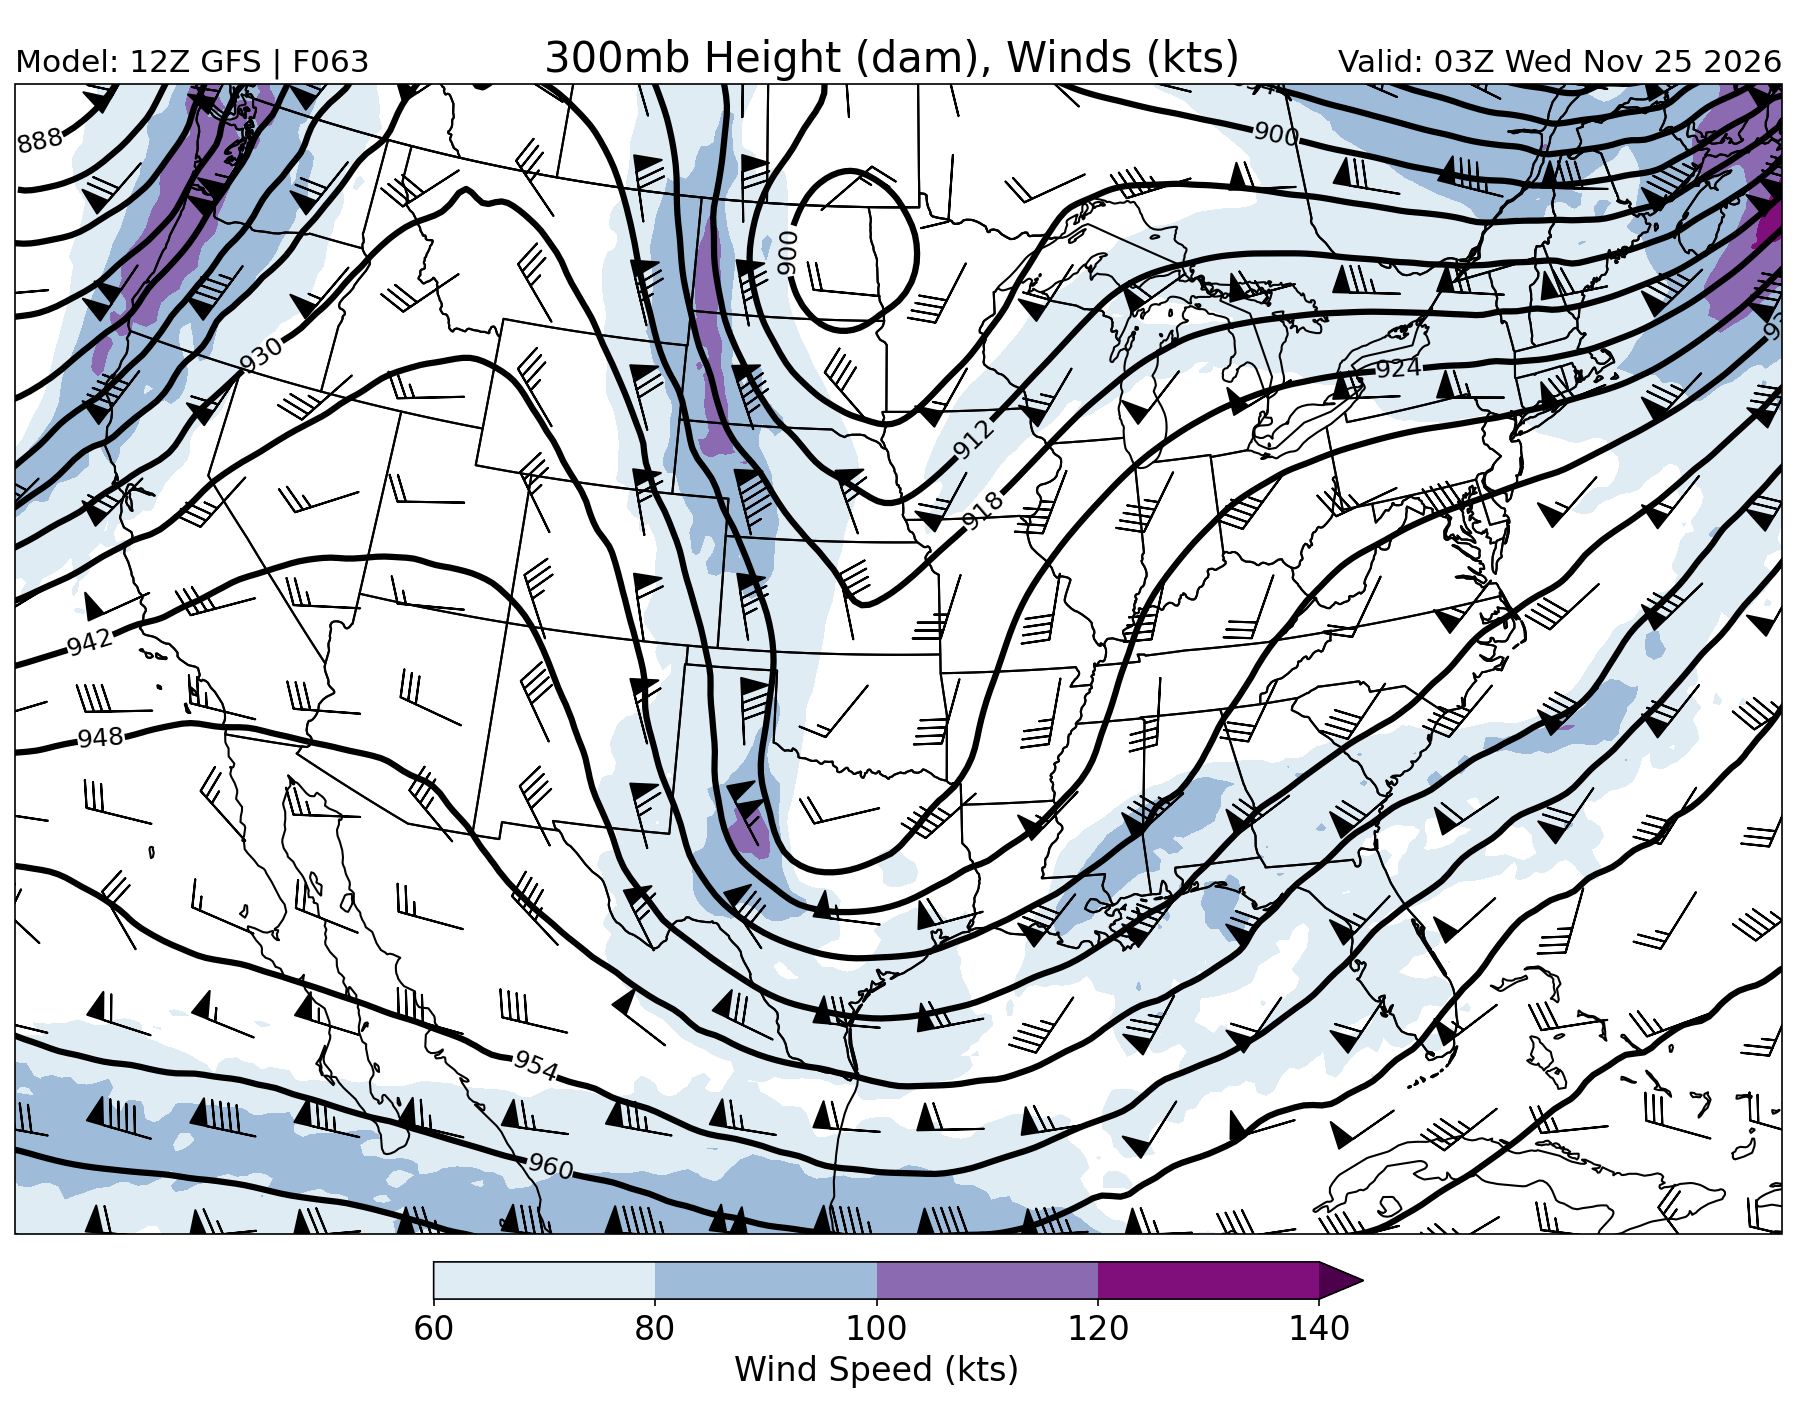 Model: 12Z GFS | F063
300mb Height (dam), Winds (kts)
Valid: 03Z Wed Nov 25 2026
888
900
900
930
924
912
918
942
948
954
960
60 80 100 120 140
Wind Speed (kts)